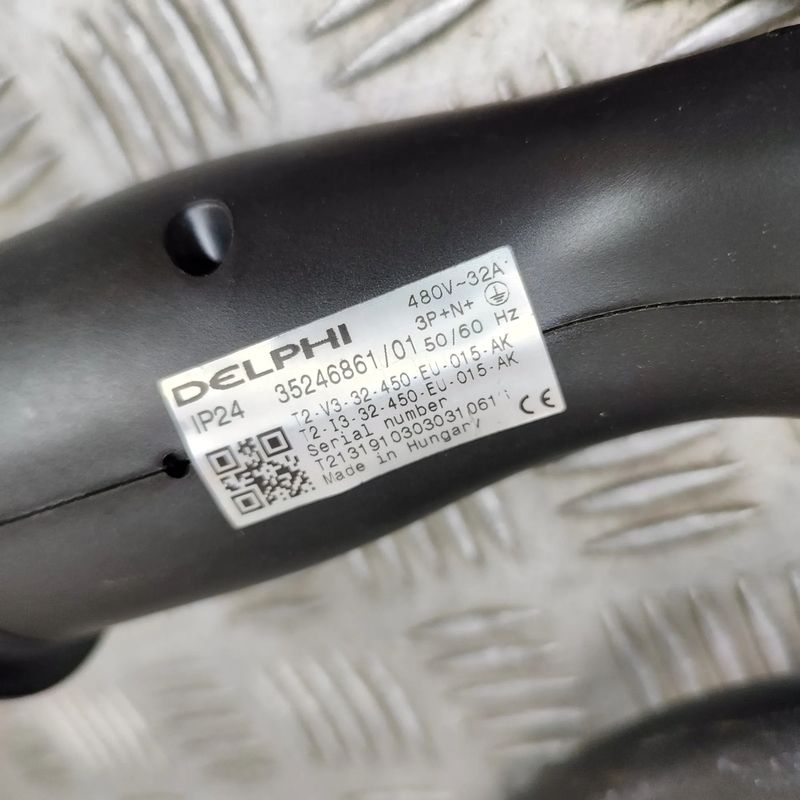 DELPHI 480V~32A
3P+N+
IP24 35246861/01 50/60 Hz
T2-V3-32-450-EU-015-AK
T2-I3-32-450-EU-015-AK
Serial number
T2131910303031061
Made in Hungary
CE